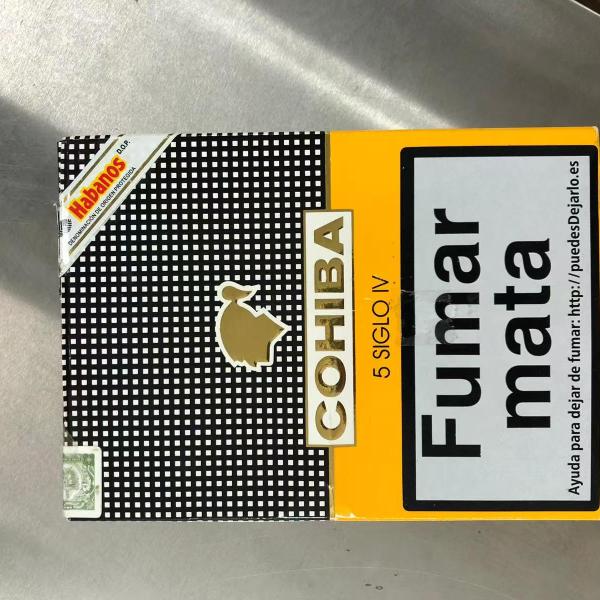 Habanos
D.O.P.
DENOMINACIÓN DE ORIGEN PROTEGIDA
COHIBA
5 SIGLO IV
Fumar
mata
Ayuda para dejar de fumar: http://puedesDejarlo.es